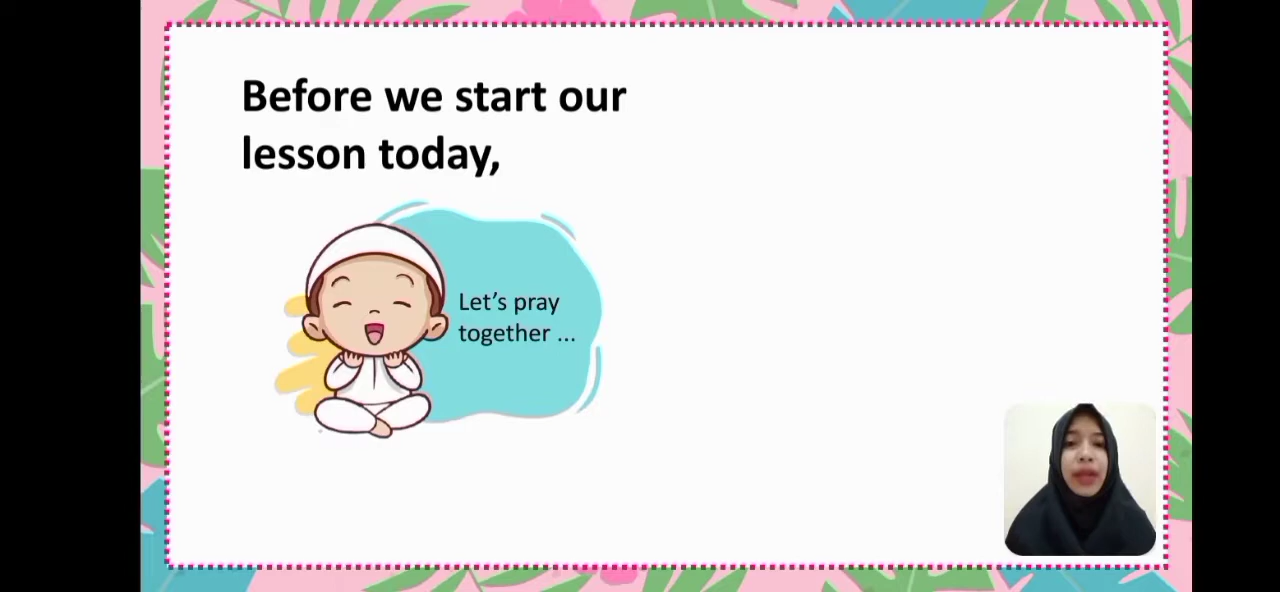 Before we start our
lesson today,
Let’s pray
together ...